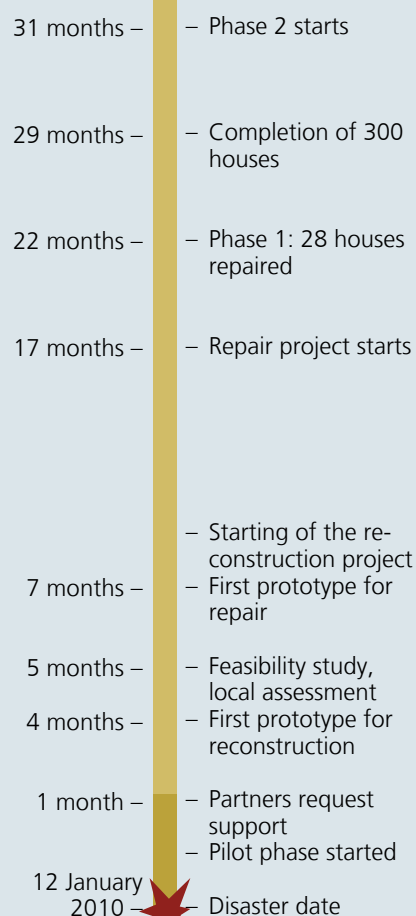 31 months – – Phase 2 starts
29 months – – Completion of 300
houses
22 months – – Phase 1: 28 houses
repaired
17 months – – Repair project starts
– Starting of the re-
construction project
7 months – – First prototype for
repair
5 months – – Feasibility study,
local assessment
4 months – – First prototype for
reconstruction
1 month – – Partners request
support
– Pilot phase started
12 January
2010 – – Disaster date